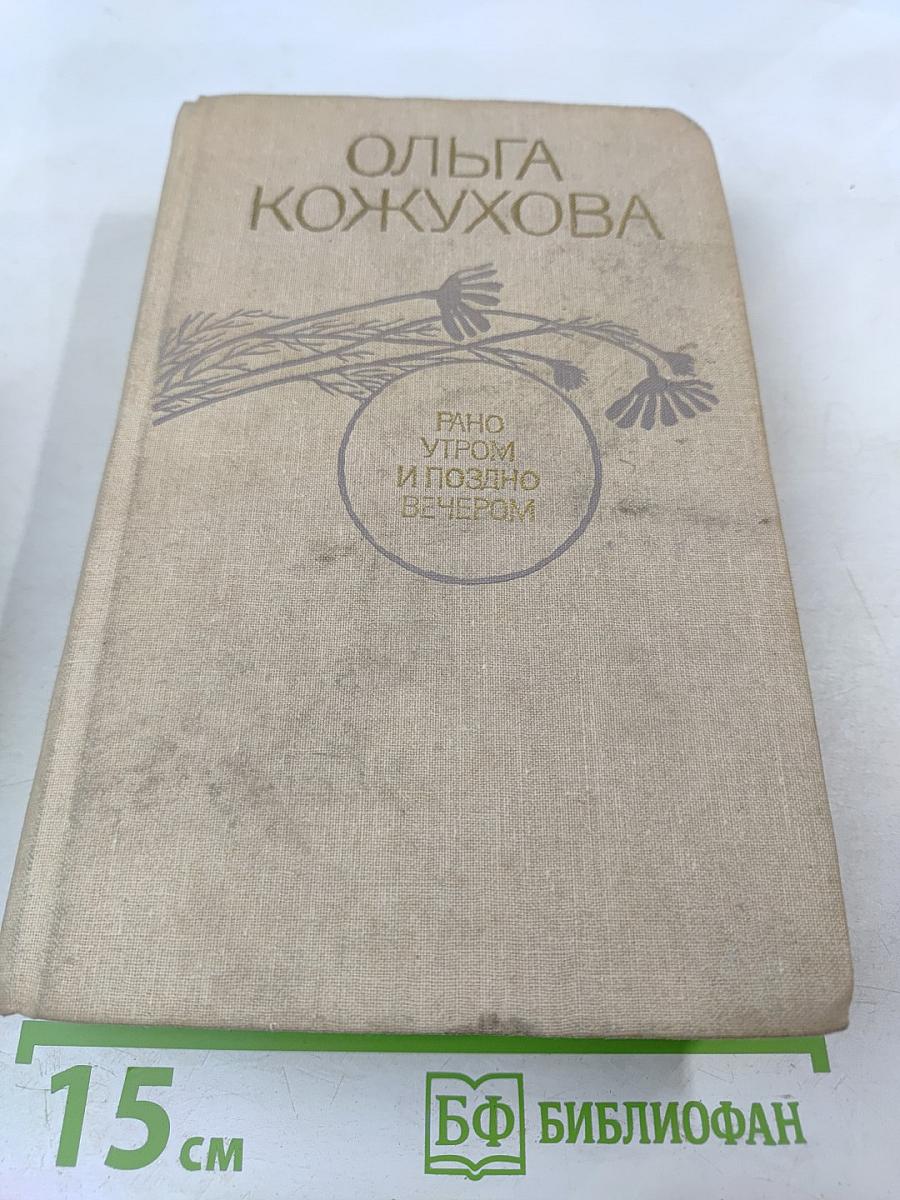 ОЛЬГА
КОЖУХОВА
РАНО
УТРОМ
И ПОЗДНО
ВЕЧЕРОМ
15 см
БФ БИБЛИОФАН